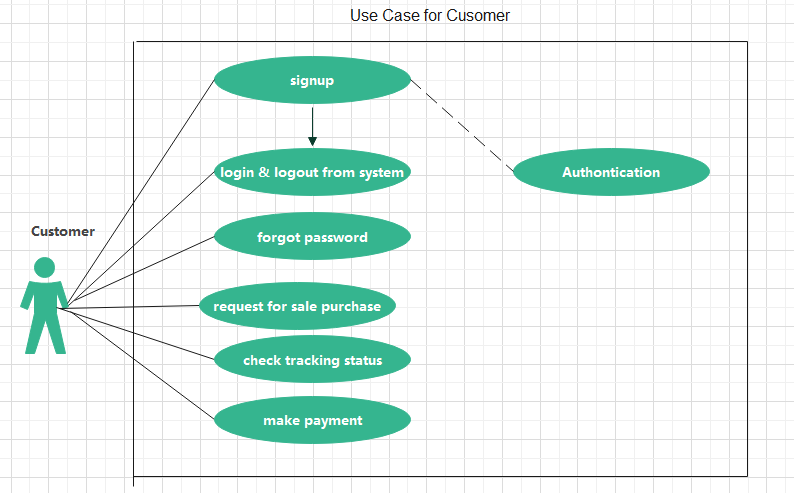 Use Case for Cusomer
signup
login & logout from system
Authontication
Customer
forgot password
request for sale purchase
check tracking status
make payment